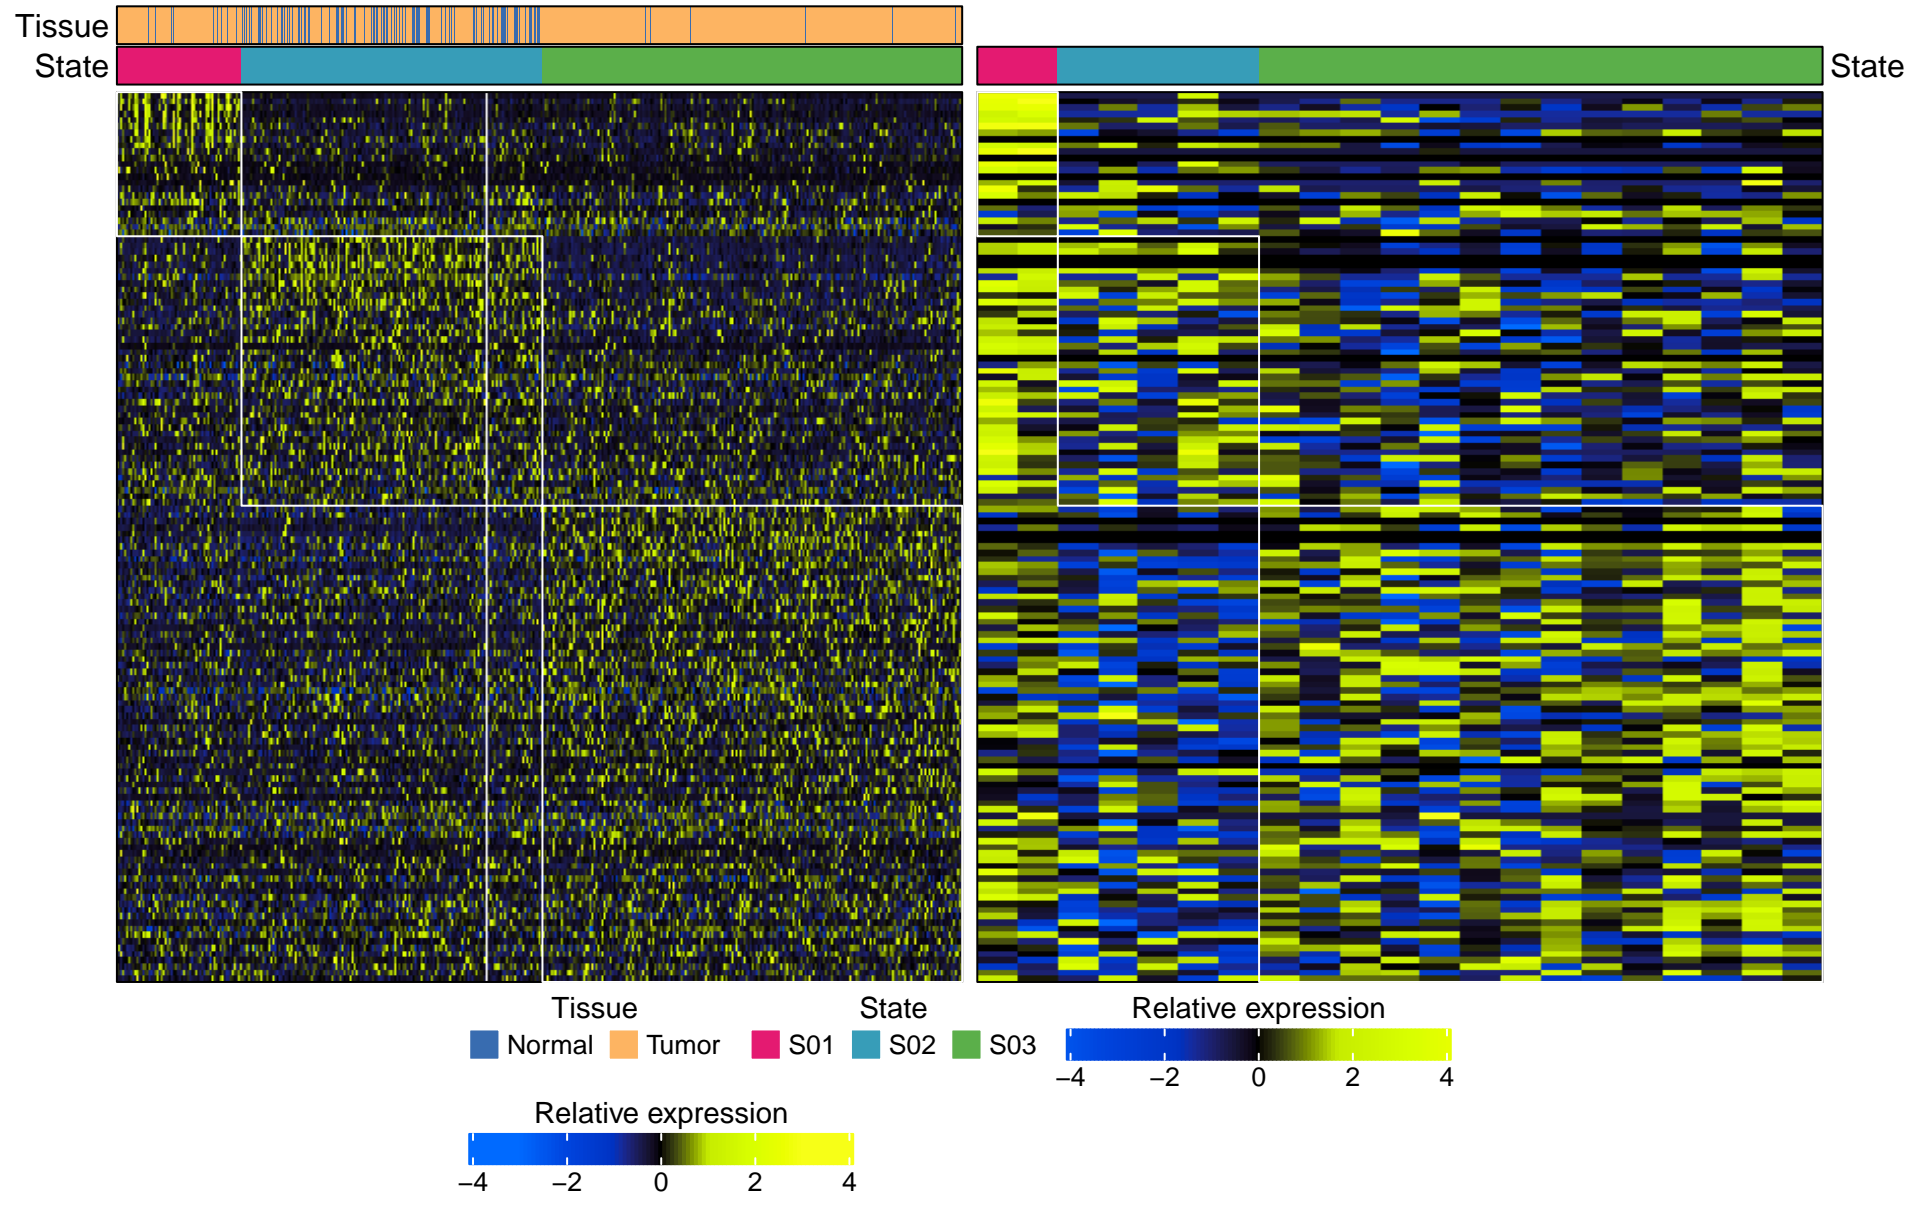 Tissue
State
State
Tissue
Normal Tumor
State
S01 S02 S03
Relative expression
−4 −2 0 2 4
Relative expression
−4 −2 0 2 4